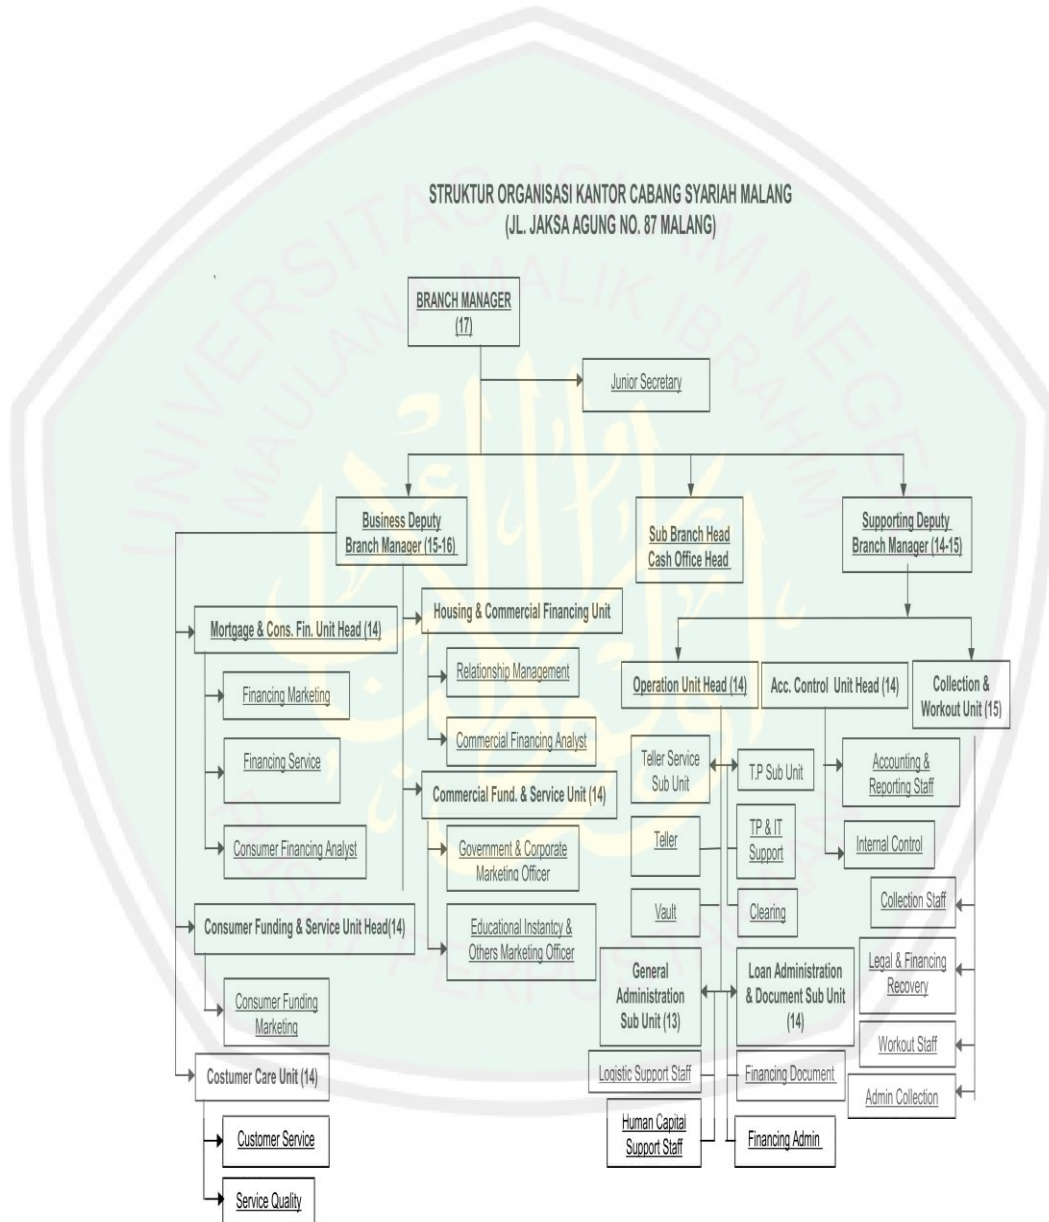 STRUKTUR ORGANISASI KANTOR CABANG SYARIAH MALANG
(JL. JAKSA AGUNG NO. 87 MALANG)
BRANCH MANAGER
(17)
Junior Secretary
Business Deputy
Branch Manager (15-16)
Sub Branch Head
Cash Office Head
Supporting Deputy
Branch Manager (14-15)
Mortgage & Cons. Fin. Unit Head (14)
Financing Marketing
Financing Service
Consumer Financing Analyst
Consumer Funding & Service Unit Head(14)
Consumer Funding
Marketing
Costumer Care Unit (14)
Customer Service
Service Quality
Housing & Commercial Financing Unit
Relationship Management
Commercial Financing Analyst
Commercial Fund. & Service Unit (14)
Government & Corporate
Marketing Officer
Educational Instantcy &
Others Marketing Officer
Operation Unit Head (14)
Teller Service
Sub Unit
T.P Sub Unit
Teller
TP & IT
Support
Vault
Clearing
General
Administration
Sub Unit (13)
Loan Administration
& Document Sub Unit
(14)
Logistic Support Staff
Financing Document
Human Capital
Support Staff
Financing Admin
Acc. Control Unit Head (14)
Accounting &
Reporting Staff
Internal Control
Collection &
Workout Unit (15)
Collection Staff
Legal & Financing
Recovery
Workout Staff
Admin Collection
UNIVERSITAS ISLAM NEGERI
MAULANA MALIK IBRAHIM